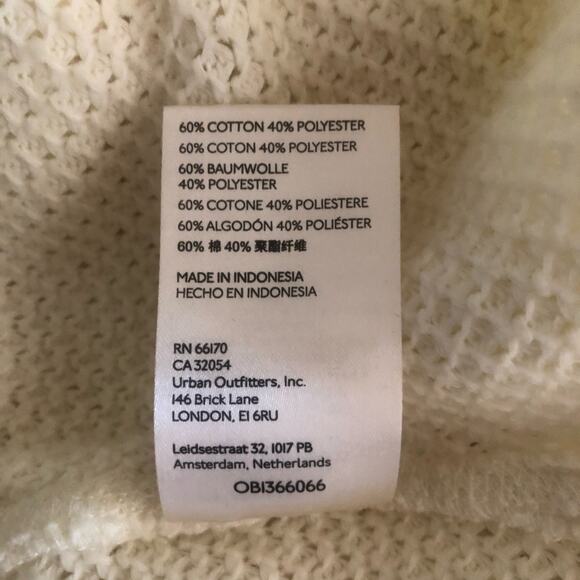 60% COTTON 40% POLYESTER
60% COTON 40% POLYESTER
60% BAUMWOLLE
40% POLYESTER
60% COTONE 40% POLIESTERE
60% ALGODÓN 40% POLIÉSTER
60% 棉 40% 聚酯纤维
MADE IN INDONESIA
HECHO EN INDONESIA
RN 66170
CA 32054
Urban Outfitters, Inc.
146 Brick Lane
LONDON, E1 6RU
Leidsestraat 32, 1017 PB
Amsterdam, Netherlands
OB1366066